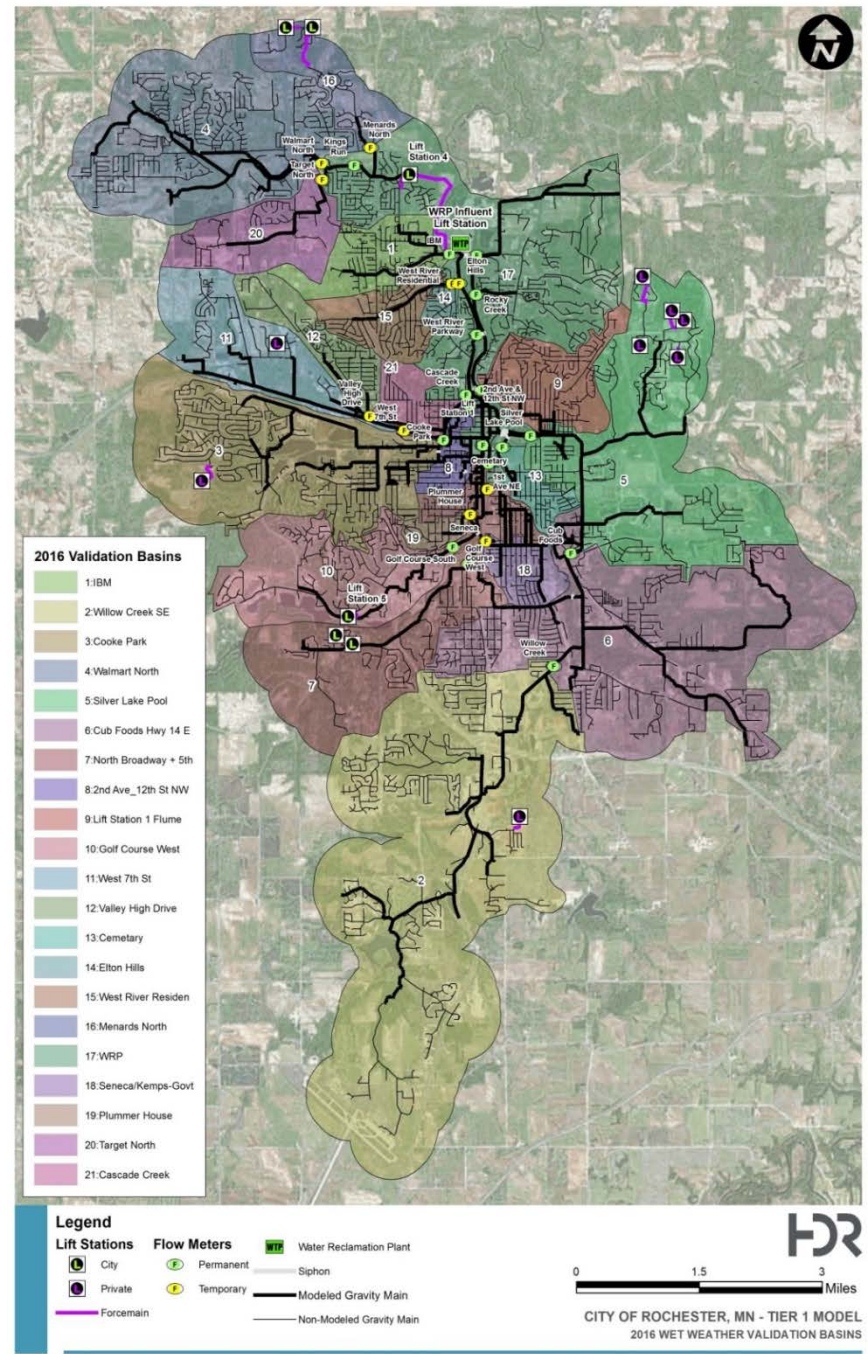 N
16
4
Menards
North
Walmart
North
Kings
Run
Lift
Station 4
Target
North
WRP Influent
Lift Station
20
1
IBM
WTP
Elton
Hills
17
West River
Residential
14
Rocky
Creek
15
12
11
West River
Parkway
21
9
Cascade
Creek
2nd Ave &
12th St NW
Valley
High
Drive
West
7th St
Lift
Station 1
Silver
Lake Pool
Cooke
Park
3
8
Cemetary
13
5
1st
Ave NE
Plummer
House
Seneca
19
Cub
Foods
Golf Course South
Golf
Course
West
10
18
Lift
Station 5
Willow
Creek
6
7
2
2016 Validation Basins
1:IBM
2:Willow Creek SE
3:Cooke Park
4:Walmart North
5:Silver Lake Pool
6:Cub Foods Hwy 14 E
7:North Broadway + 5th
8:2nd Ave_12th St NW
9:Lift Station 1 Flume
10:Golf Course West
11:West 7th St
12:Valley High Drive
13:Cemetary
14:Elton Hills
15:West River Residen
16:Menards North
17:WRP
18:Seneca/Kemps-Govt
19:Plummer House
20:Target North
21:Cascade Creek
Legend
Lift Stations
L City
L Private
Forcemain
Flow Meters
F Permanent
F Temporary
WTP Water Reclamation Plant
Siphon
Modeled Gravity Main
Non-Modeled Gravity Main
HDR
0 1.5 3
Miles
CITY OF ROCHESTER, MN - TIER 1 MODEL
2016 WET WEATHER VALIDATION BASINS